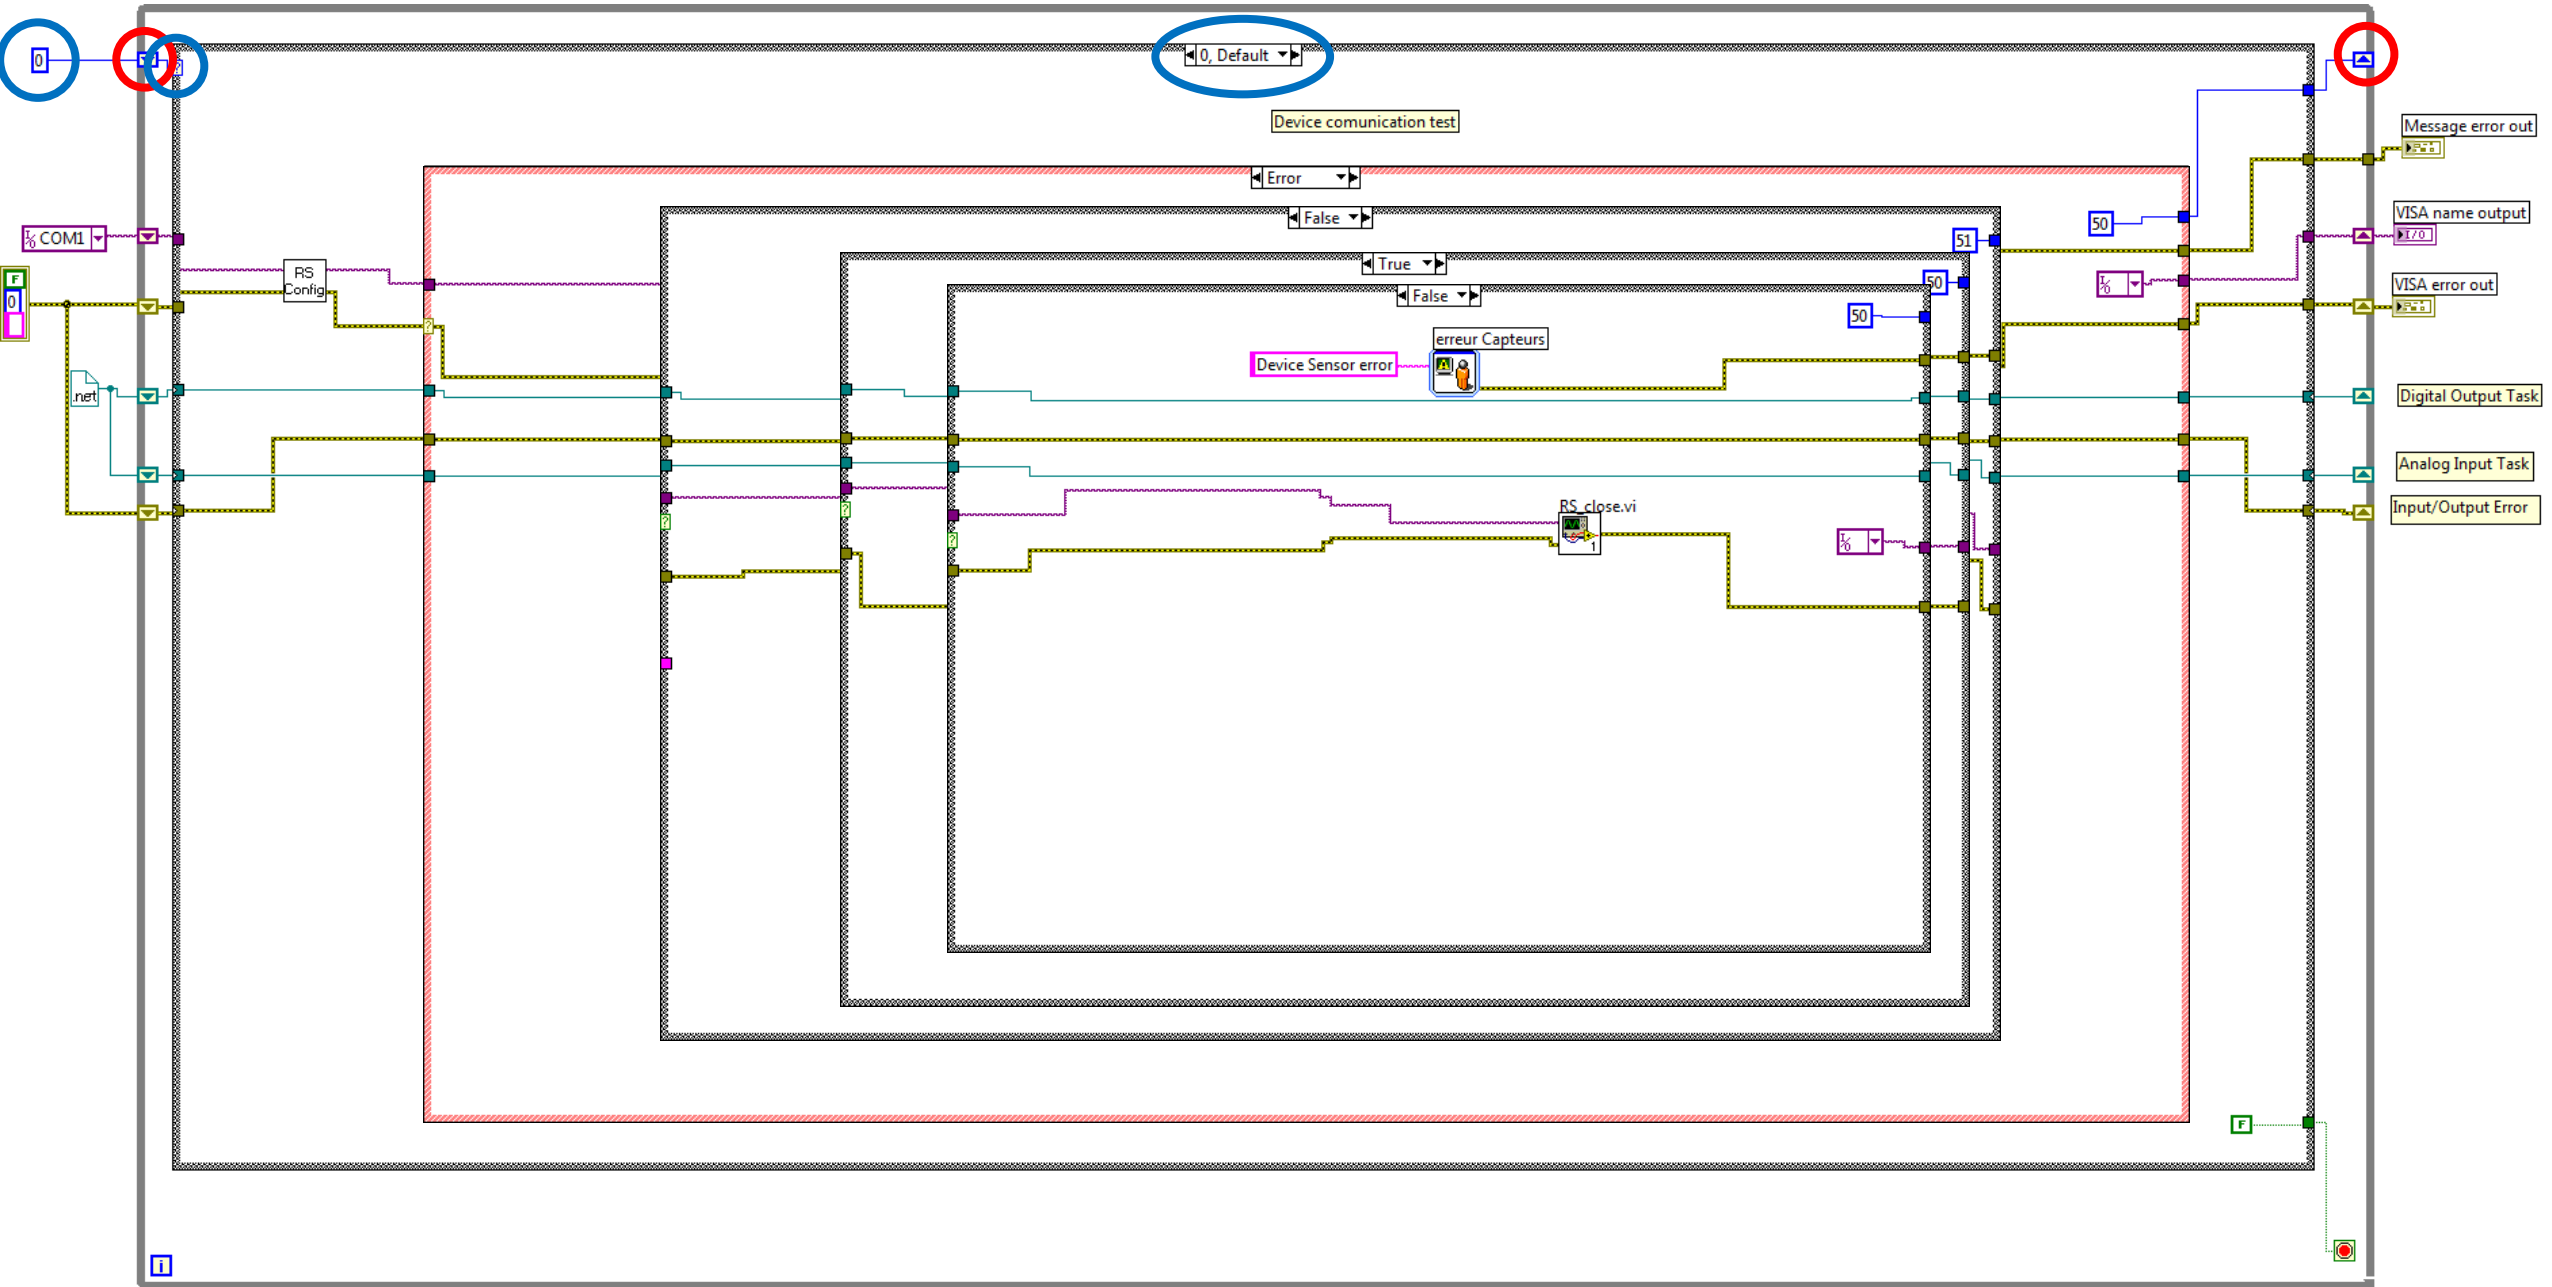 0
0, Default
Device comunication test
Message error out
Error
VISA name output
False
50
COM1
51
RS
Config
True
F
0
50
VISA error out
False
50
erreur Capteurs
Device Sensor error
.net
Digital Output Task
Analog Input Task
RS_close.vi
1
Input/Output Error
F
i